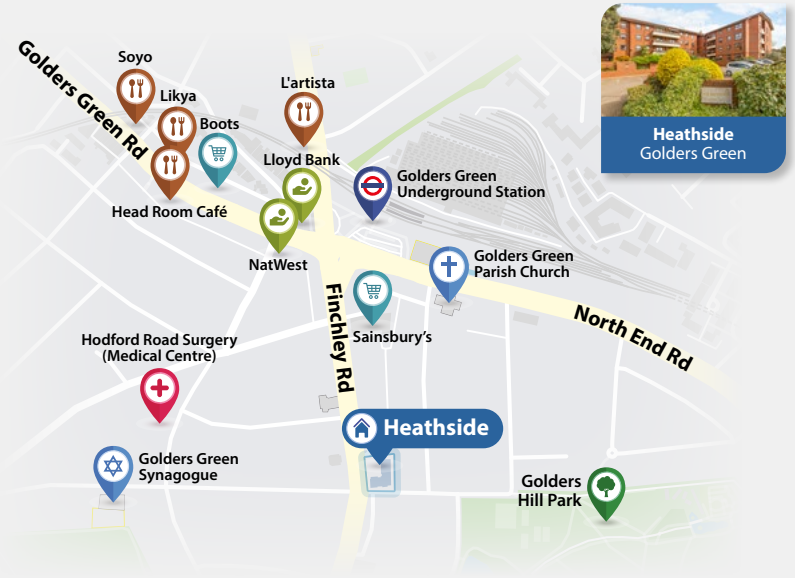 Soyo
Golders Green Rd
Likya
L'artista
Boots
Heathside
Golders Green
Lloyd Bank
Golders Green
Underground Station
Head Room Café
NatWest
Golders Green
Parish Church
Finchley Rd
Sainsbury's
North End Rd
Hodford Road Surgery
(Medical Centre)
Heathside
Golders Green
Synagogue
Golders
Hill Park